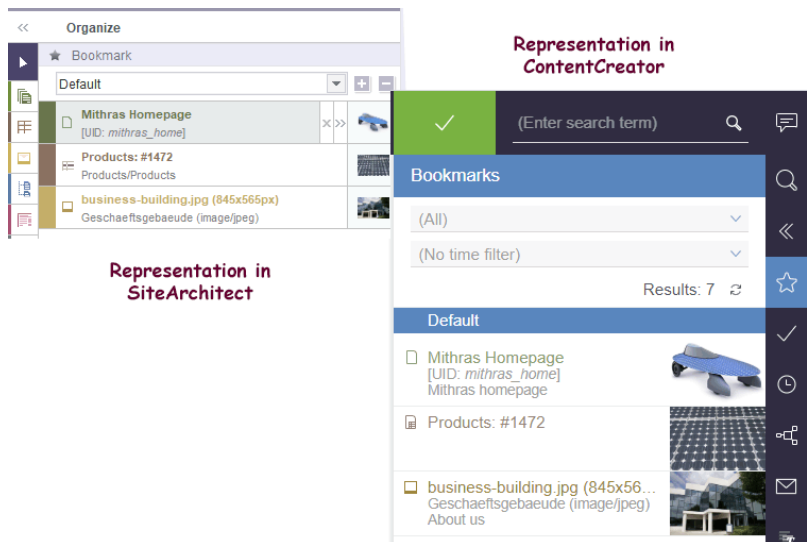 Organize
Bookmark
Default
Mithras Homepage
[UID: mithras_home]
Products: #1472
Products/Products
business-building.jpg (845x565px)
Geschaeftsgebaeude (image/jpeg)
Representation in
SiteArchitect
Representation in
ContentCreator
(Enter search term)
Bookmarks
(All)
(No time filter)
Results: 7
Default
Mithras Homepage
[UID: mithras_home]
Mithras homepage
Products: #1472
business-building.jpg (845x56...
Geschaeftsgebaeude (image/jpeg)
About us